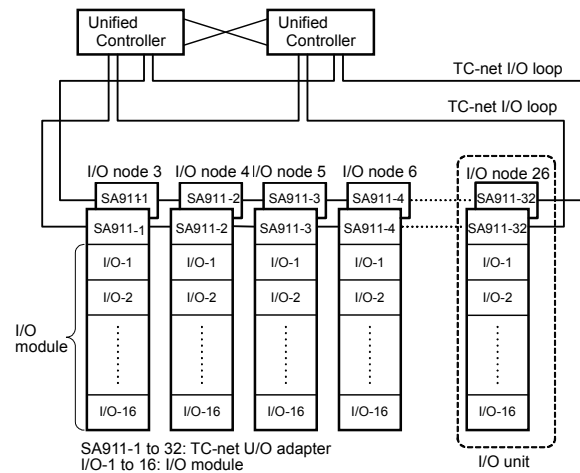 Unified
Controller
Unified
Controller
TC-net I/O loop
TC-net I/O loop
I/O node 3
I/O node 4
I/O node 5
I/O node 6
I/O node 26
SA911-1
SA911-2
SA911-3
SA911-4
SA911-32
SA911-1
SA911-2
SA911-3
SA911-4
SA911-32
I/O-1
I/O-1
I/O-1
I/O-1
I/O-1
I/O-2
I/O-2
I/O-2
I/O-2
I/O-2
I/O
module
I/O-16
I/O-16
I/O-16
I/O-16
I/O-16
SA911-1 to 32: TC-net U/O adapter
I/O-1 to 16: I/O module
I/O unit